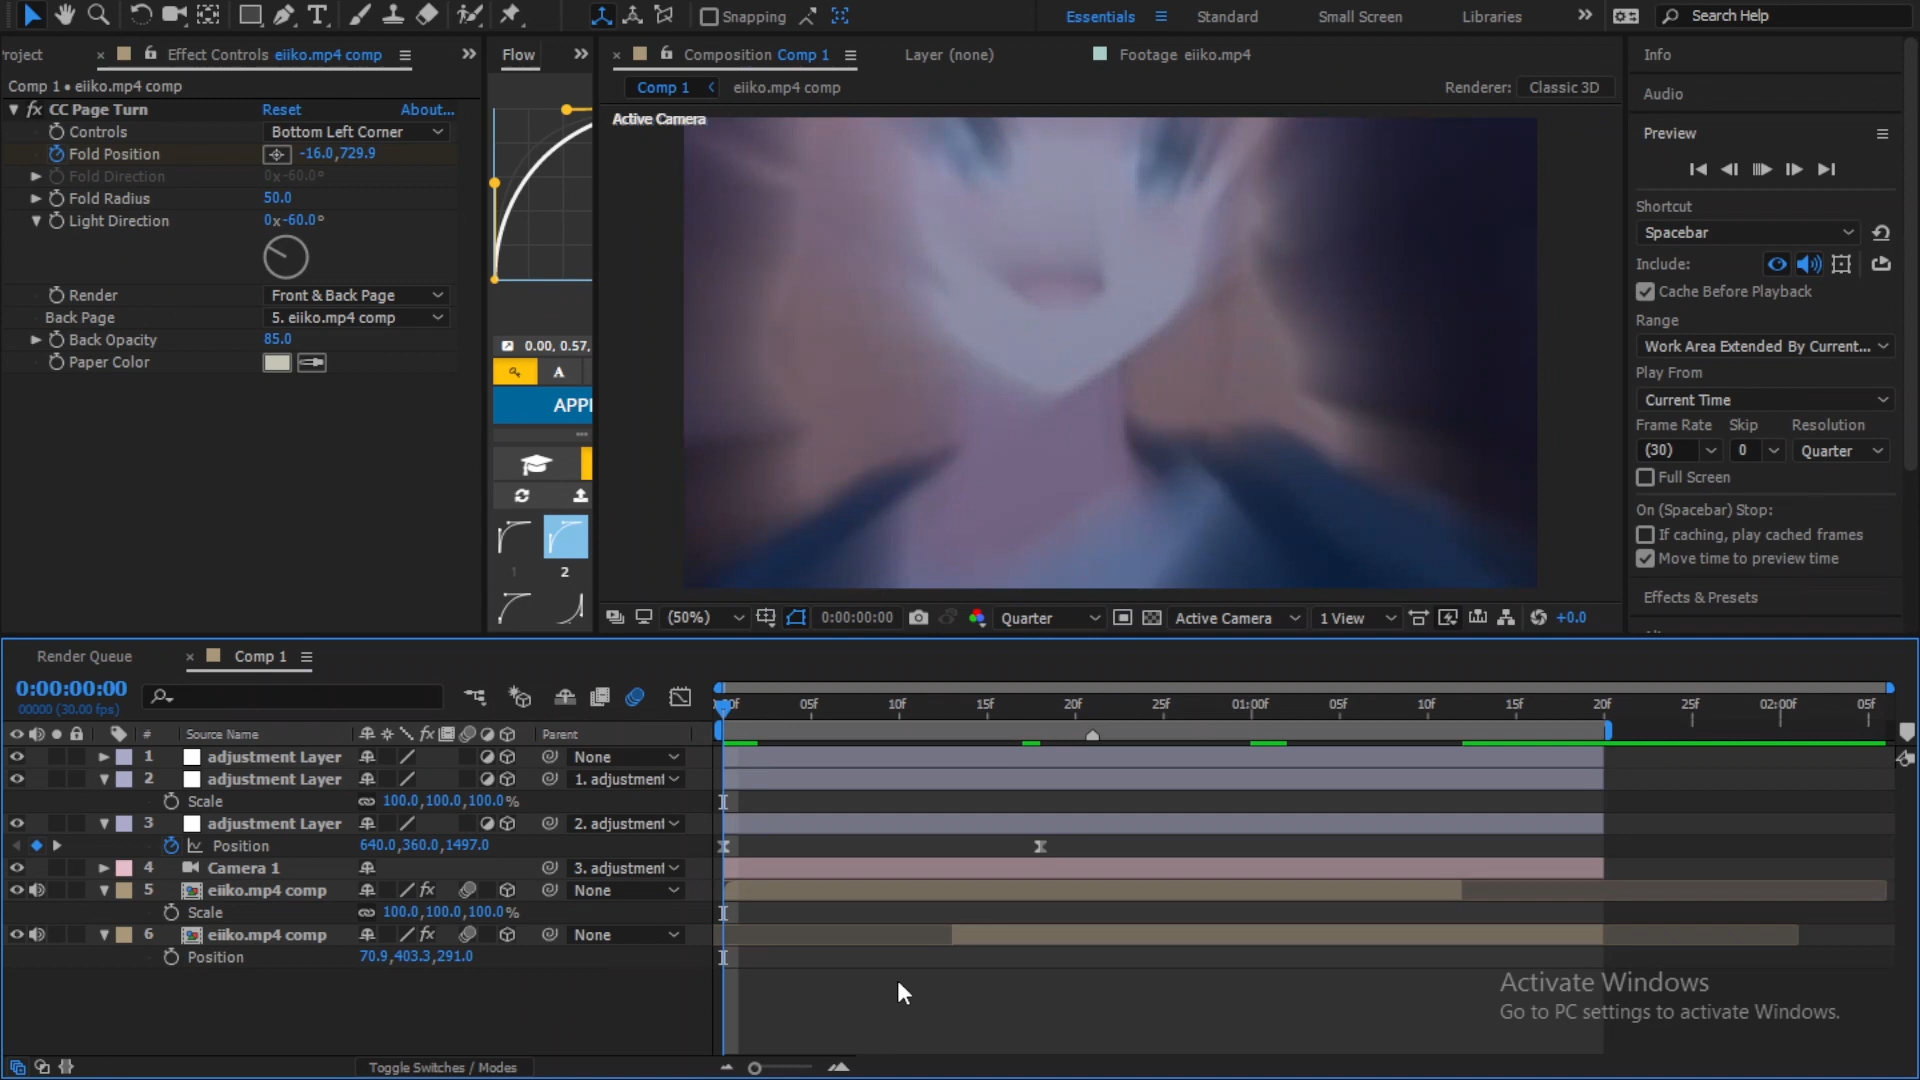 Snapping
Essentials
Standard
Small Screen
Libraries
Search Help
roject
Effect Controls eiiko.mp4 comp
Flow
Composition Comp 1
Layer (none)
Footage eiiko.mp4
Info
Comp 1 • eiiko.mp4 comp
Comp 1
eiiko.mp4 comp
Renderer: Classic 3D
Audio
fx CC Page Turn Reset About...
Active Camera
Controls Bottom Left Corner
Preview
Fold Position -16.0,729.9
Fold Direction 0x-60.0°
Fold Radius 50.0
Light Direction 0x-60.0°
Shortcut
Spacebar
Include:
Cache Before Playback
Render Front & Back Page
Back Page 5. eiiko.mp4 comp
Back Opacity 85.0
Paper Color
0.00, 0.57,
A
APPI
1
2
Range
Work Area Extended By Current...
Play From
Current Time
Frame Rate Skip Resolution
(30) 0 Quarter
Full Screen
On (Spacebar) Stop:
If caching, play cached frames
Move time to preview time
Effects & Presets
(50%) 0:00:00:00 Quarter Active Camera 1 View +0.0
Render Queue
Comp 1
0:00:00:00
00000 (30.00 fps)
05f 10f 15f 20f 25f 01:00f 05f 10f 15f 20f 25f 02:00f 05f
# Source Name fx Parent
1 adjustment Layer None
2 adjustment Layer 1. adjustment
Scale 100.0,100.0,100.0%
3 adjustment Layer 2. adjustment
Position 640.0,360.0,1497.0
4 Camera 1 3. adjustment
5 eiiko.mp4 comp fx None
Scale 100.0,100.0,100.0%
6 eiiko.mp4 comp fx None
Position 70.9,403.3,291.0
Activate Windows
Go to PC settings to activate Windows.
Toggle Switches / Modes